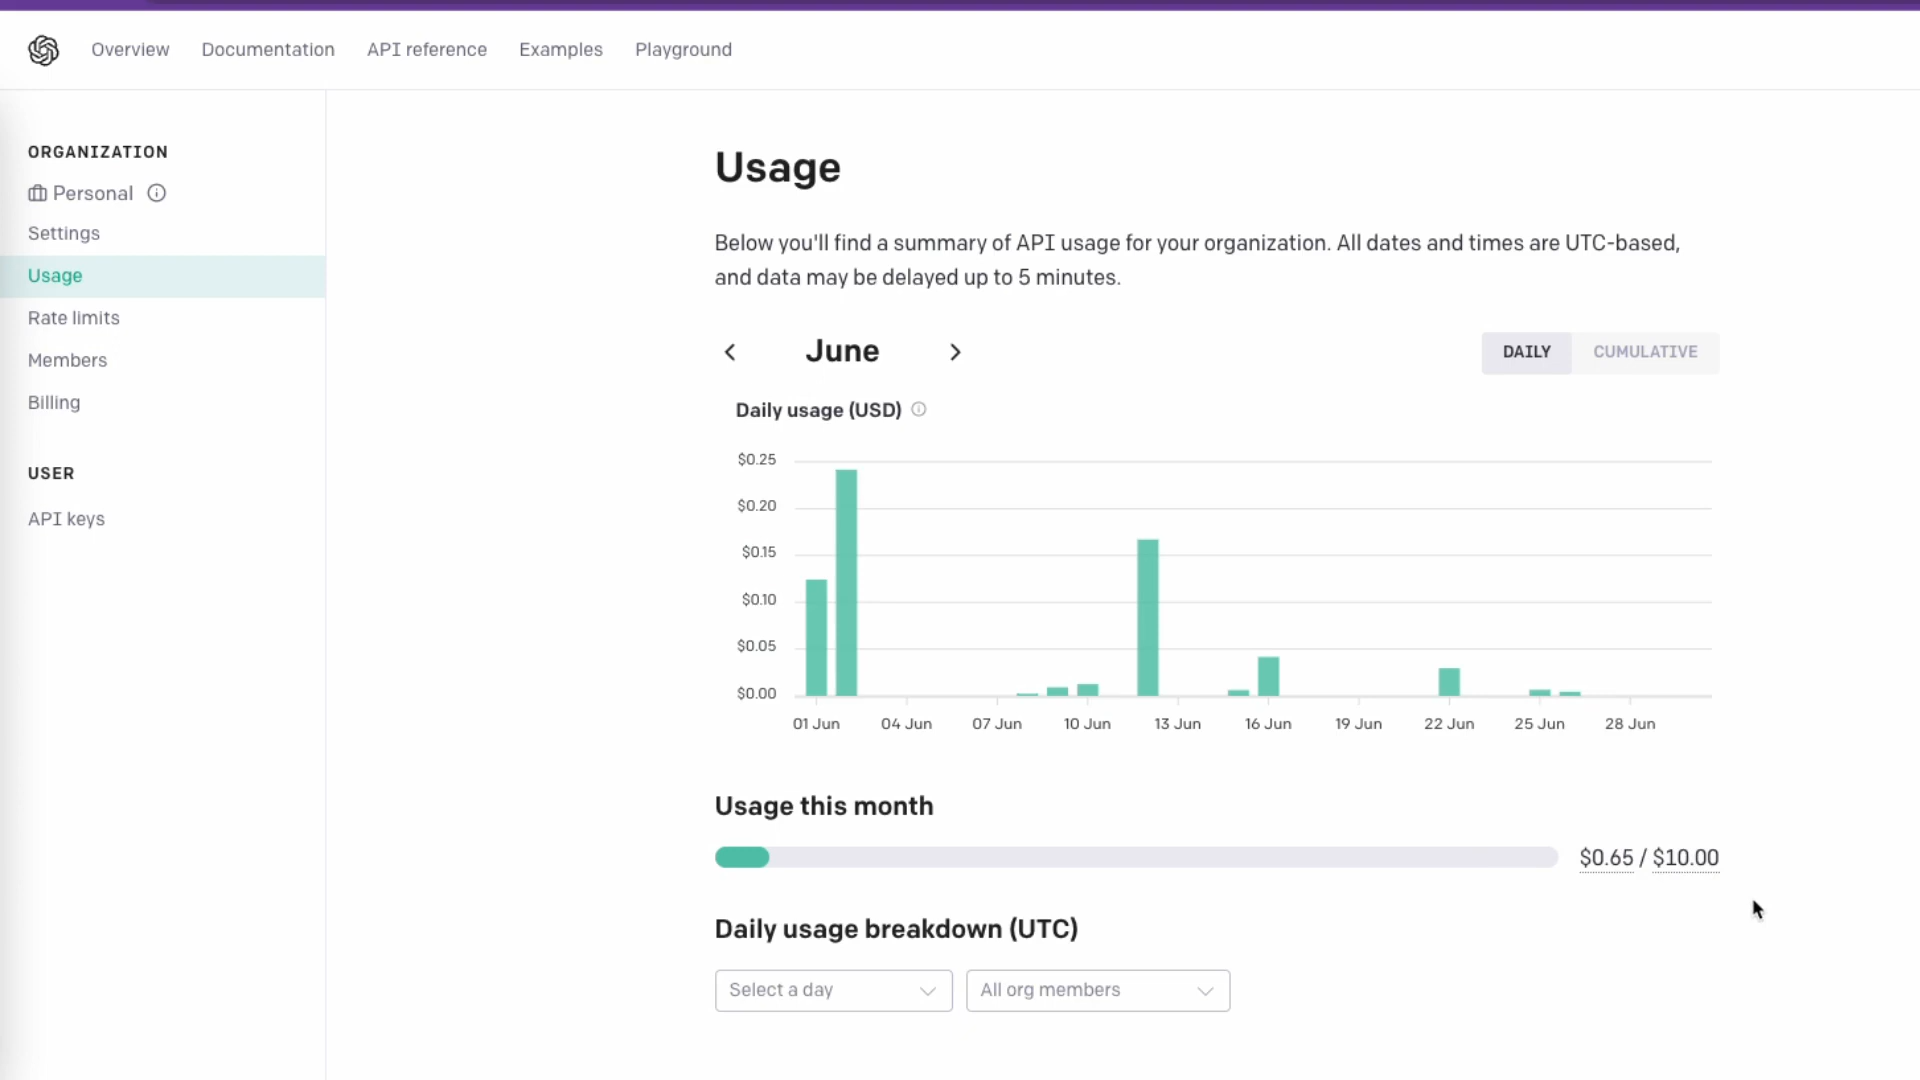 Overview Documentation API reference Examples Playground
ORGANIZATION
Personal
Settings
Usage
Rate limits
Members
Billing
USER
API keys
Usage
Below you'll find a summary of API usage for your organization. All dates and times are UTC-based,
and data may be delayed up to 5 minutes.
June
DAILY CUMULATIVE
Daily usage (USD)
$0.25
$0.20
$0.15
$0.10
$0.05
$0.00
01 Jun 04 Jun 07 Jun 10 Jun 13 Jun 16 Jun 19 Jun 22 Jun 25 Jun 28 Jun
Usage this month
$0.65 / $10.00
Daily usage breakdown (UTC)
Select a day All org members